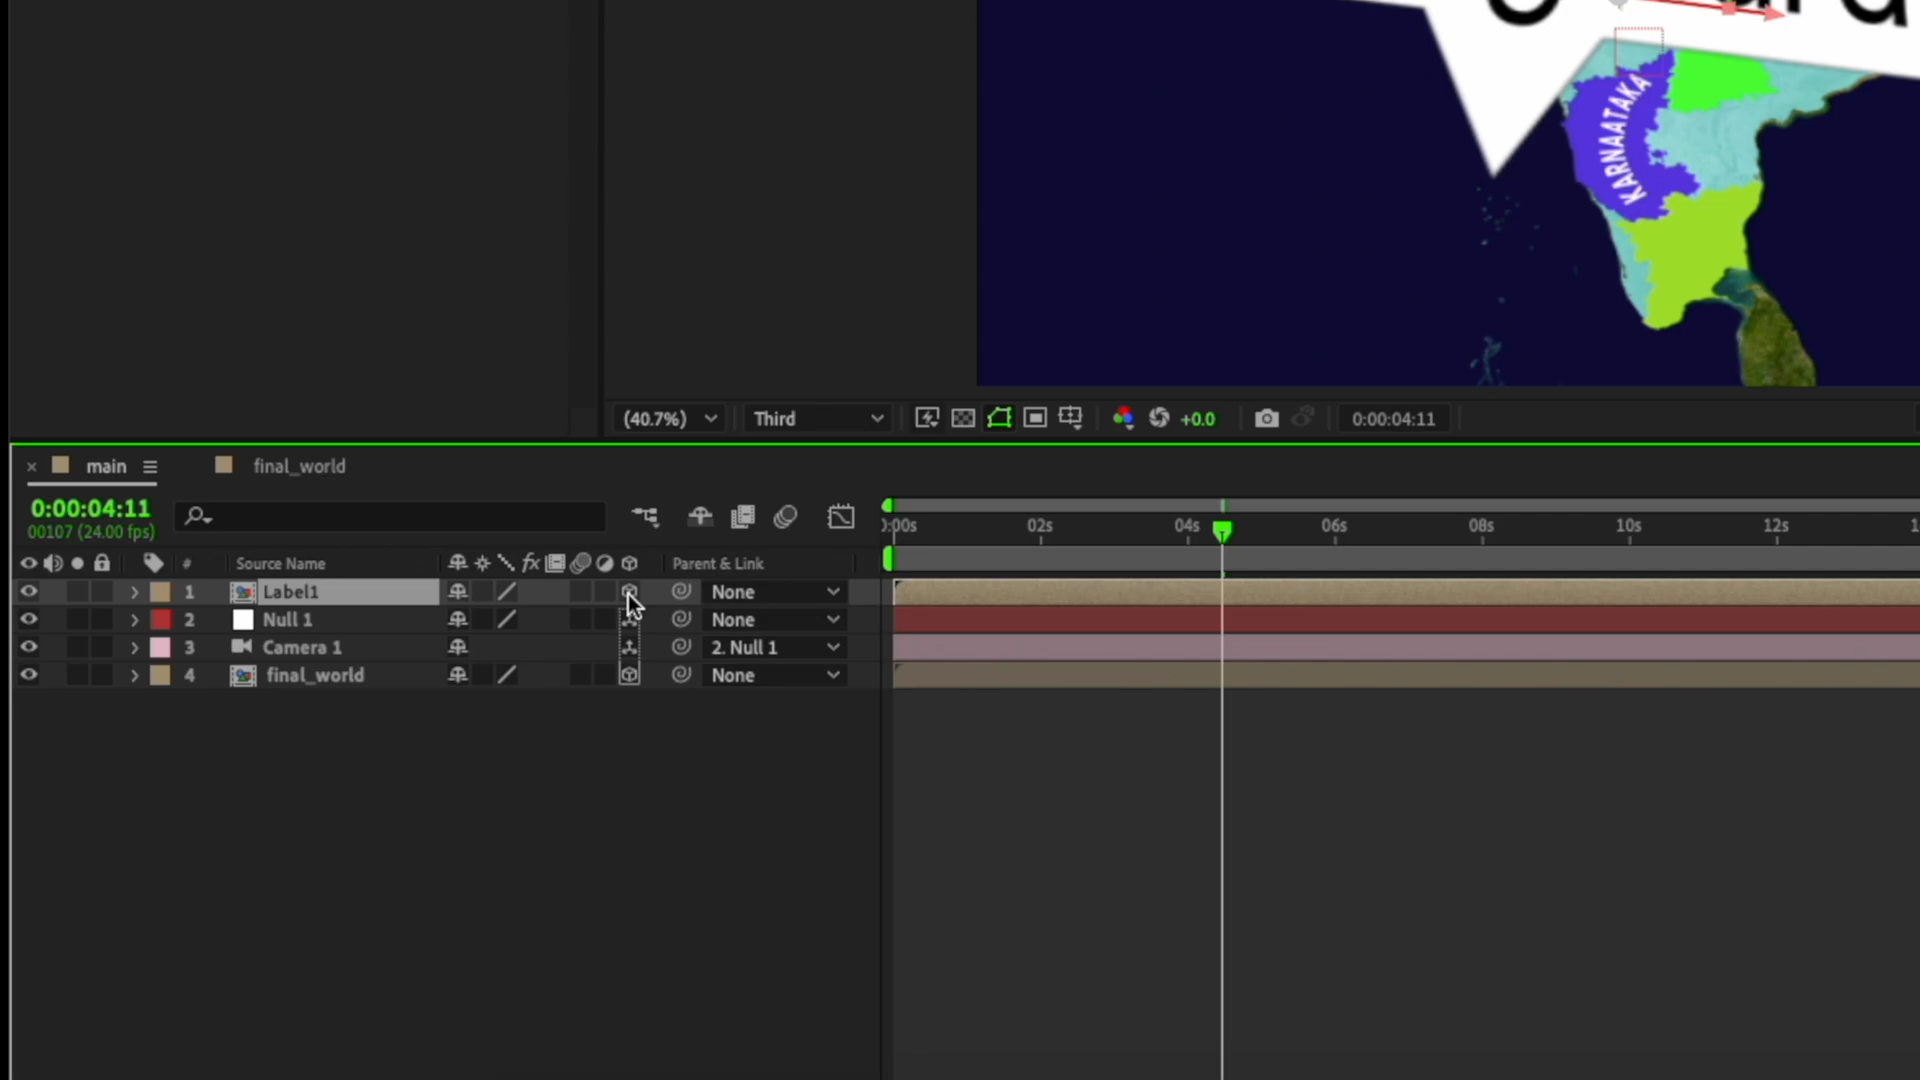 KARNAATAKA
(40.7%)
Third
+0.0
0:00:04:11
main
final_world
0:00:04:11
00107 (24.00 fps)
0:00s
02s
04s
06s
08s
10s
12s
#
Source Name
fx
Parent & Link
1
Label1
None
2
Null 1
None
3
Camera 1
2. Null 1
4
final_world
None